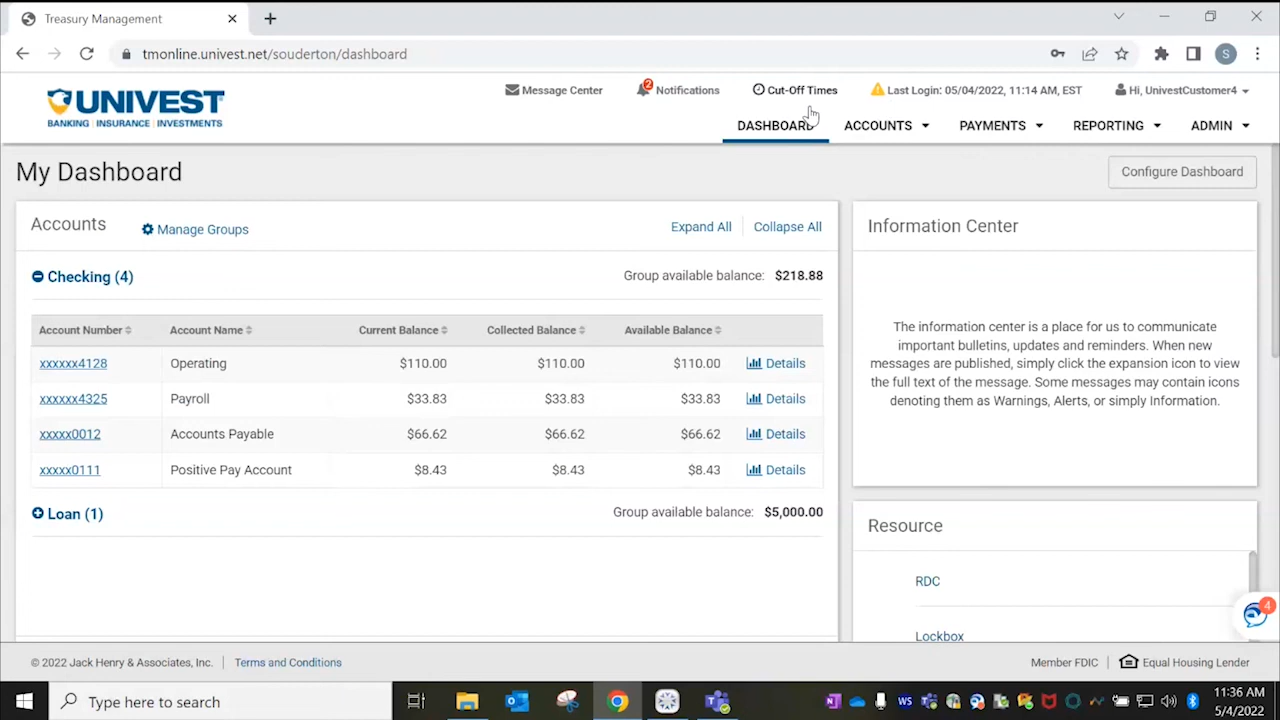 Treasury Management
tmonline.univest.net/souderton/dashboard
S
UNIVEST
BANKING | INSURANCE | INVESTMENTS
Message Center
2
Notifications
Cut-Off Times
Last Login: 05/04/2022, 11:14 AM, EST
Hi, UnivestCustomer4
DASHBOARD
ACCOUNTS
PAYMENTS
REPORTING
ADMIN
My Dashboard
Configure Dashboard
Accounts
Manage Groups
Expand All
Collapse All
Checking (4)
Group available balance: $218.88
Account Number Account Name Current Balance Collected Balance Available Balance
xxxxxx4128 Operating $110.00 $110.00 $110.00 Details
xxxxxx4325 Payroll $33.83 $33.83 $33.83 Details
xxxxx0012 Accounts Payable $66.62 $66.62 $66.62 Details
xxxxx0111 Positive Pay Account $8.43 $8.43 $8.43 Details
Loan (1)
Group available balance: $5,000.00
Information Center
The information center is a place for us to communicate
important bulletins, updates and reminders. When new
messages are published, simply click the expansion icon to view
the full text of the message. Some messages may contain icons
denoting them as Warnings, Alerts, or simply Information.
Resource
RDC
Lockbox
4
© 2022 Jack Henry & Associates, Inc.
Terms and Conditions
Member FDIC
Equal Housing Lender
Type here to search
WS
11:36 AM
5/4/2022